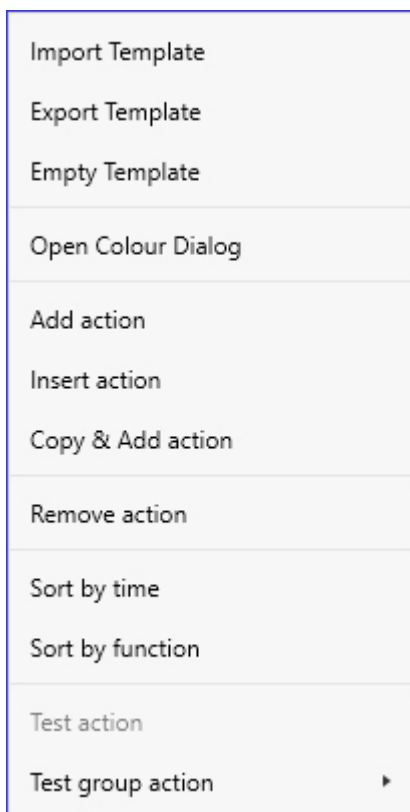 Import Template
Export Template
Empty Template
Open Colour Dialog
Add action
Insert action
Copy & Add action
Remove action
Sort by time
Sort by function
Test action
Test group action